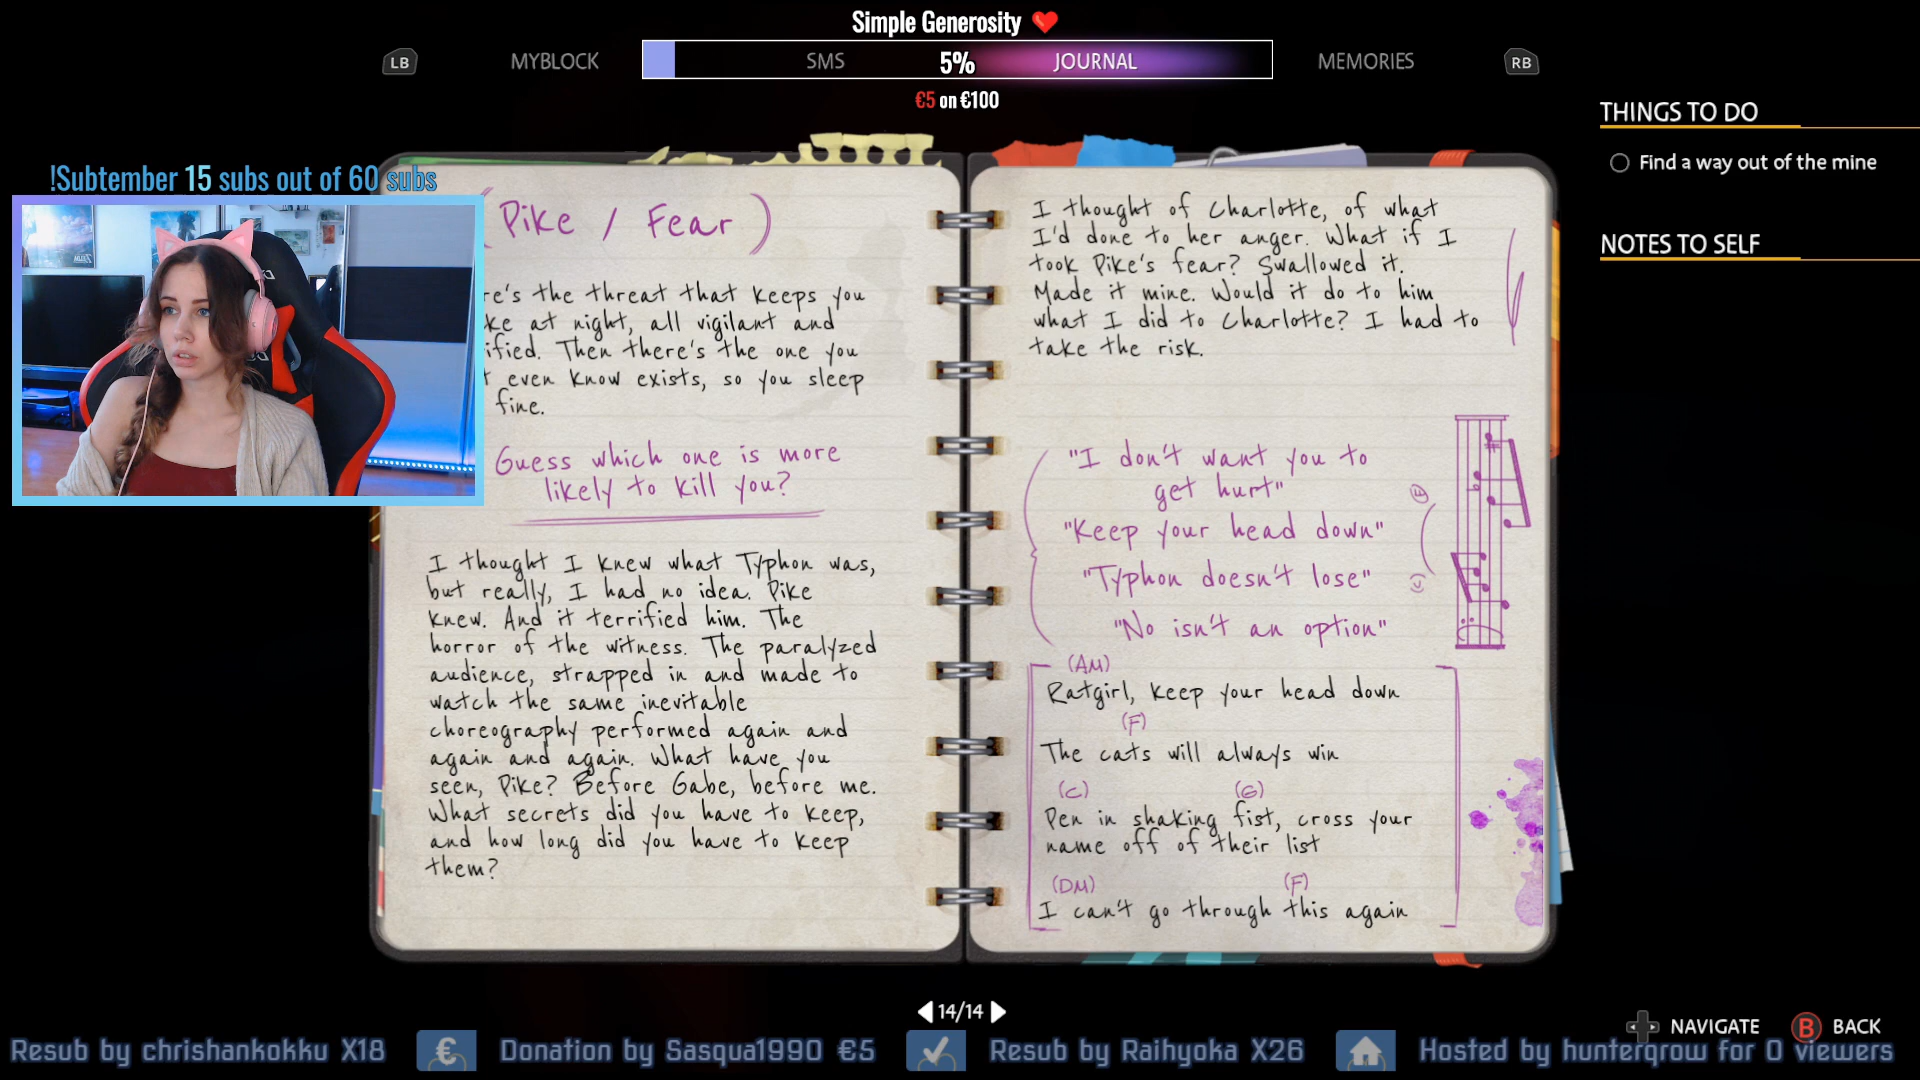 Simple Generosity
LB
MYBLOCK
SMS
5%
JOURNAL
MEMORIES
RB
€5 on €100
THINGS TO DO
Find a way out of the mine
NOTES TO SELF
!Subtember 15 subs out of 60 subs
(Pike / Fear)
re's the threat that keeps you
ke at night, all vigilant and
ified. Then there's the one you
even know exists, so you sleep
fine.
Guess which one is more
likely to kill you?
I thought I knew what Typhon was,
but really, I had no idea. Pike
knew. And it terrified him. The
horror of the witness. The paralyzed
audience, strapped in and made to
watch the same inevitable
choreography performed again and
again and again. What have you
seen, Pike? Before Gabe, before me.
What secrets did you have to keep,
and how long did you have to keep
them?
I thought of Charlotte, of what
I'd done to her anger. What if I
took Pike's fear? Swallowed it.
Made it mine. Would it do to him
what I did to Charlotte? I had to
take the risk.
"I don't want you to
get hurt"
"Keep your head down"
"Typhon doesn't lose"
"No isn't an option"
(AM)
Ratgirl, keep your head down
(F)
The cats will always win
(C) (G)
Pen in shaking fist, cross your
name off of their list
(DM) (F)
I can't go through this again
14/14
NAVIGATE
B BACK
Resub by chrishankokku X18
€ Donation by Sasqua1990 €5
Resub by Raihyoka X26
Hosted by hunterqrow for 0 viewers